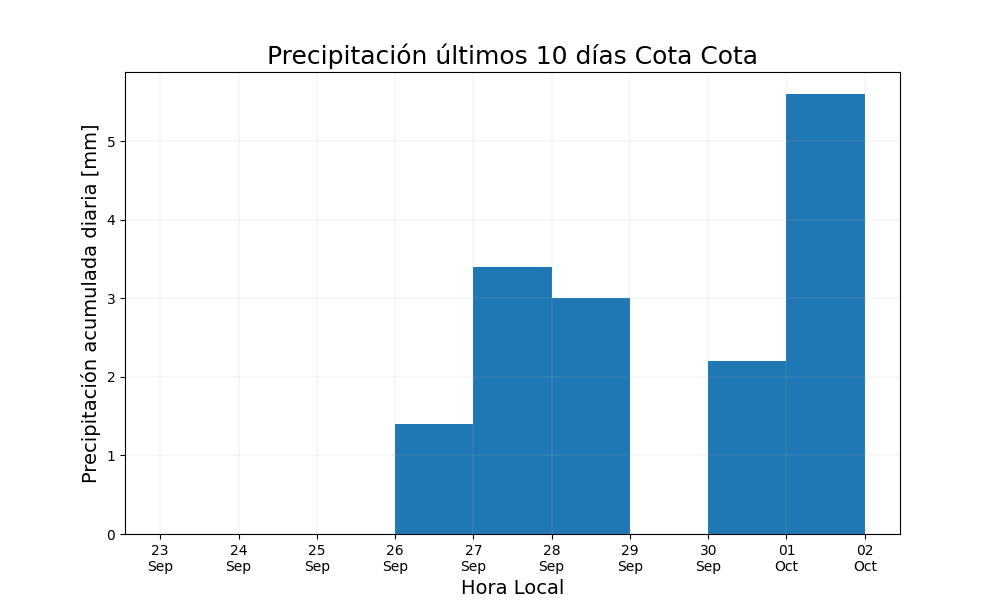 Precipitación últimos 10 días Cota Cota
Precipitación acumulada diaria [mm]
5
4
3
2
1
0
23 24 25 26 27 28 29 30 01 02
Sep Sep Sep Sep Sep Sep Sep Sep Oct Oct
Hora Local